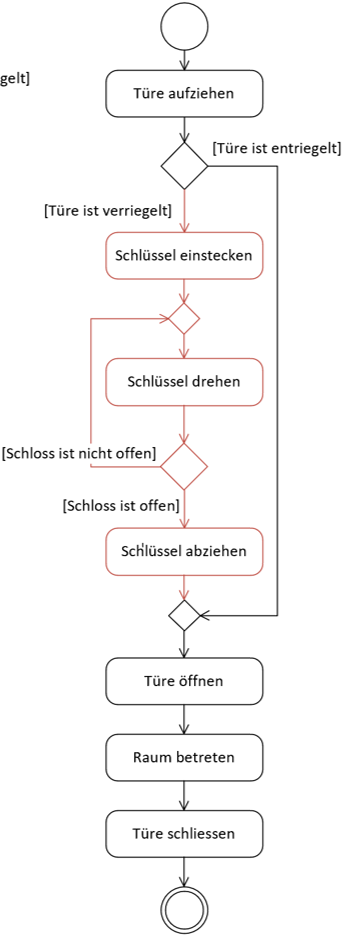 gelt]
Türe aufziehen
[Türe ist entriegelt]
[Türe ist verriegelt]
Schlüssel einstecken
Schlüssel drehen
[Schloss ist nicht offen]
[Schloss ist offen]
Schlüssel abziehen
Türe öffnen
Raum betreten
Türe schliessen